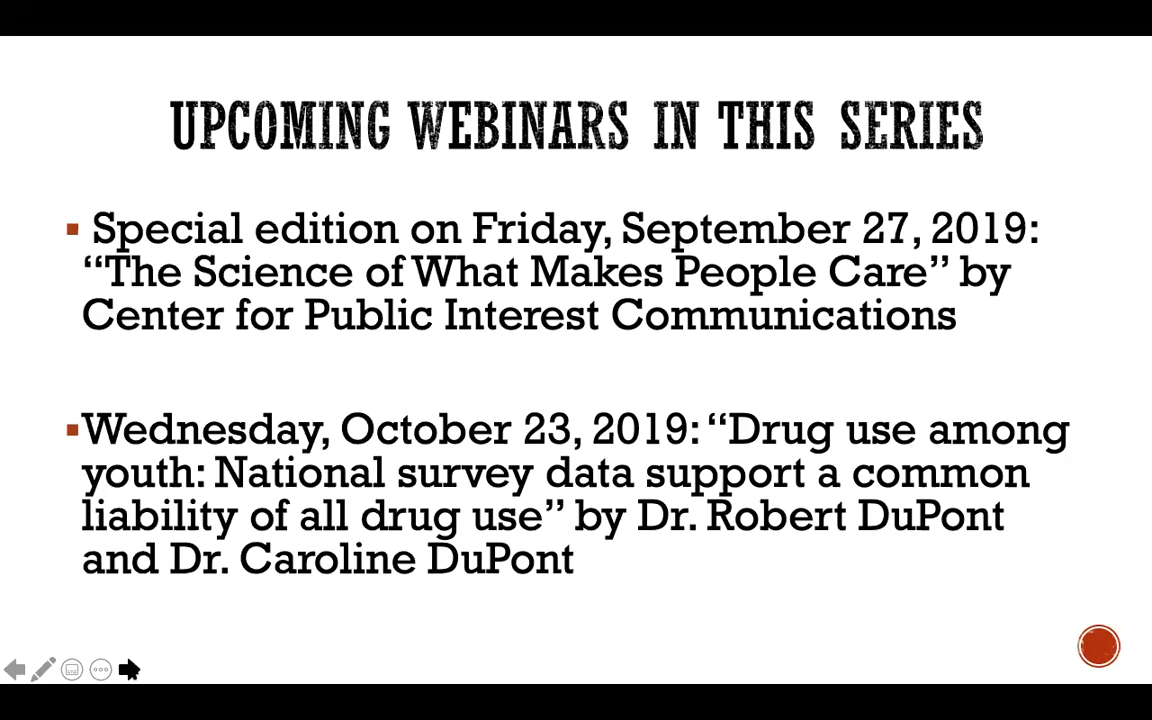 UPCOMING WEBINARS IN THIS SERIES
▪ Special edition on Friday, September 27, 2019:
“The Science of What Makes People Care” by
Center for Public Interest Communications
▪Wednesday, October 23, 2019: “Drug use among
youth: National survey data support a common
liability of all drug use” by Dr. Robert DuPont
and Dr. Caroline DuPont